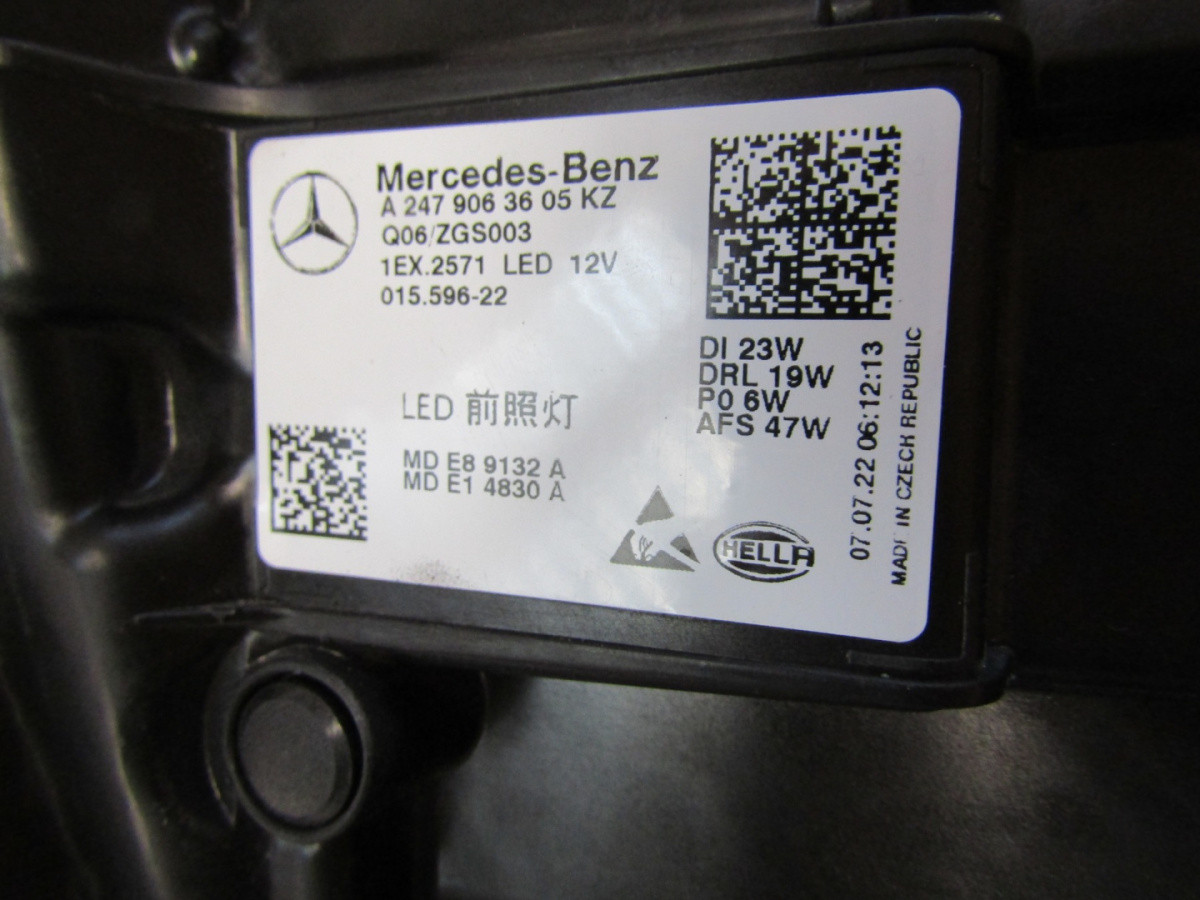 Mercedes-Benz
A 247 906 36 05 KZ
Q06/ZGS003
1EX.2571 LED 12V
015.596-22
DI 23W
DRL 19W
P0 6W
AFS 47W
LED 前照灯
MD E8 9132 A
MD E1 4830 A
HELLA
07.07.22 06:12:13
MADE IN CZECH REPUBLIC